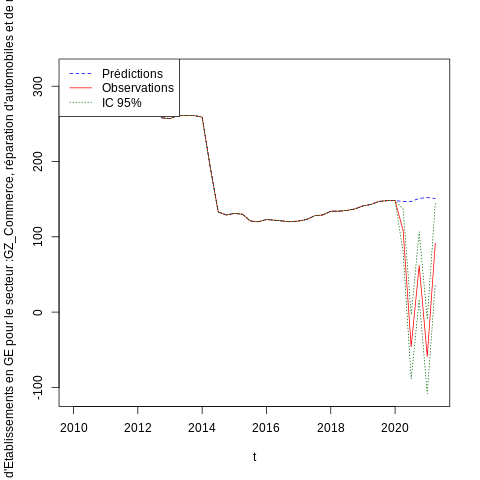 d'Etablissements en GE pour le secteur :GZ_Commerce, réparation d'automobiles et de
Prédictions
Observations
IC 95%
300
200
100
0
-100
2010 2012 2014 2016 2018 2020
t